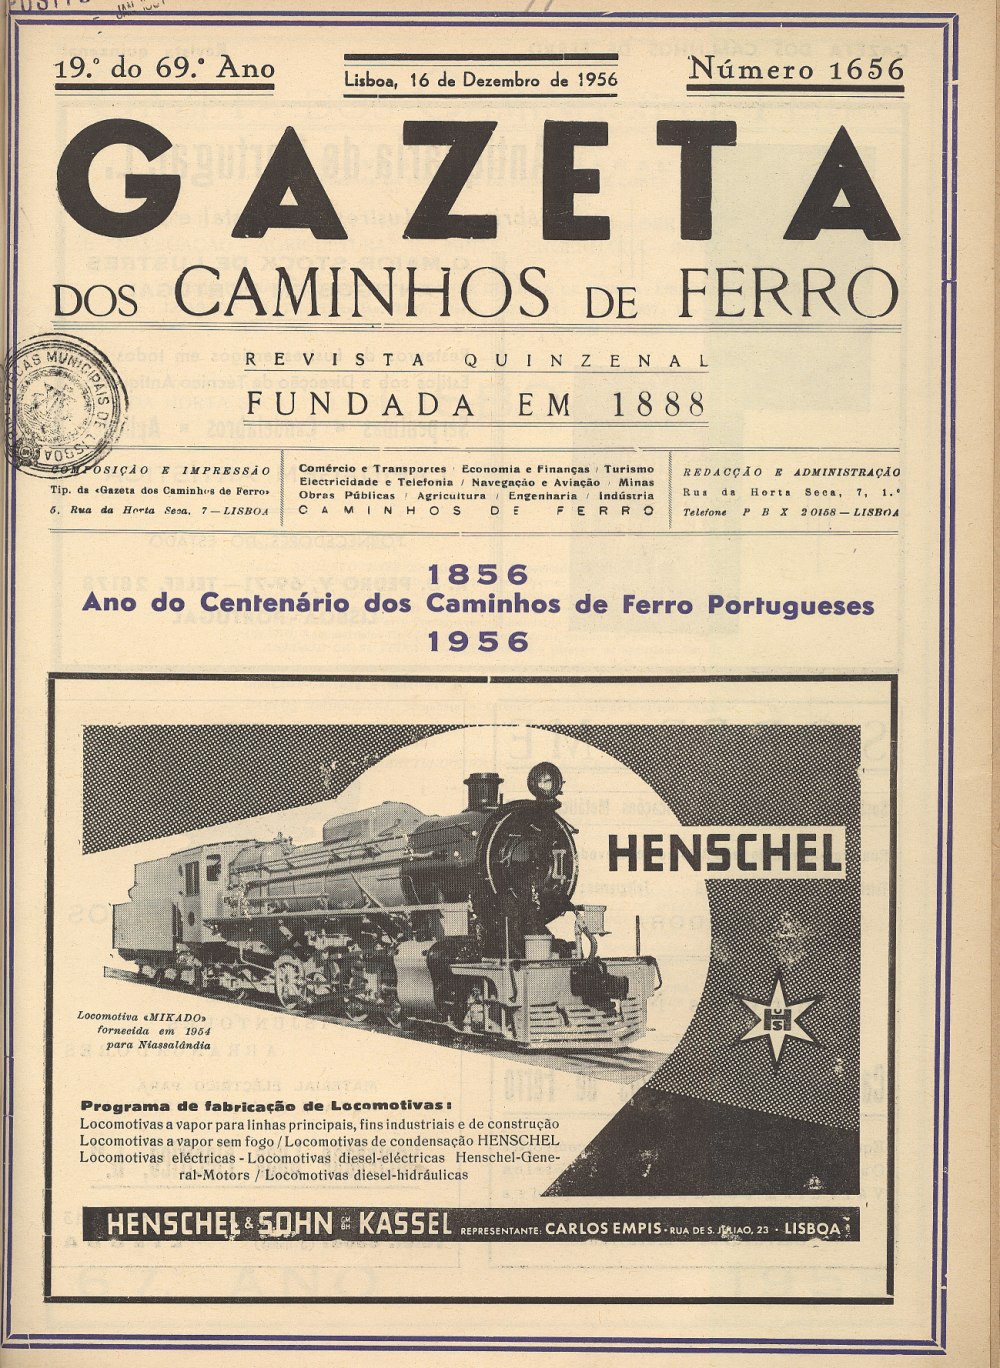 19.º do 69.º Ano
Lisboa, 16 de Dezembro de 1956
Número 1656
GAZETA
DOS CAMINHOS DE FERRO
REVISTA QUINZENAL
FUNDADA EM 1888
MUNICIPAIS DE LISBOA
COMPOSIÇÃO E IMPRESSÃO
Tip. da «Gazeta dos Caminhos de Ferro»
5, Rua da Horta Seca, 7 — LISBOA
Comércio e Transportes / Economia e Finanças / Turismo
Electricidade e Telefonia / Navegação e Aviação / Minas
Obras Públicas / Agricultura / Engenharia / Indústria
CAMINHOS DE FERRO
REDACÇÃO E ADMINISTRAÇÃO
Rua da Horta Seca, 7, 1.º
Telefone P B X 20158 — LISBOA
1856
Ano do Centenário dos Caminhos de Ferro Portugueses
1956
HENSCHEL
Locomotiva «MIKADO»
fornecida em 1954
para Niassalândia
Programa de fabricação de Locomotivas:
Locomotivas a vapor para linhas principais, fins industriais e de construção
Locomotivas a vapor sem fogo / Locomotivas de condensação HENSCHEL
Locomotivas eléctricas - Locomotivas diesel-eléctricas Henschel-Gene-
ral-Motors / Locomotivas diesel-hidráulicas
HENSCHEL & SOHN GMBH KASSEL REPRESENTANTE: CARLOS EMPIS · RUA DE S. JULIAO, 23 · LISBOA